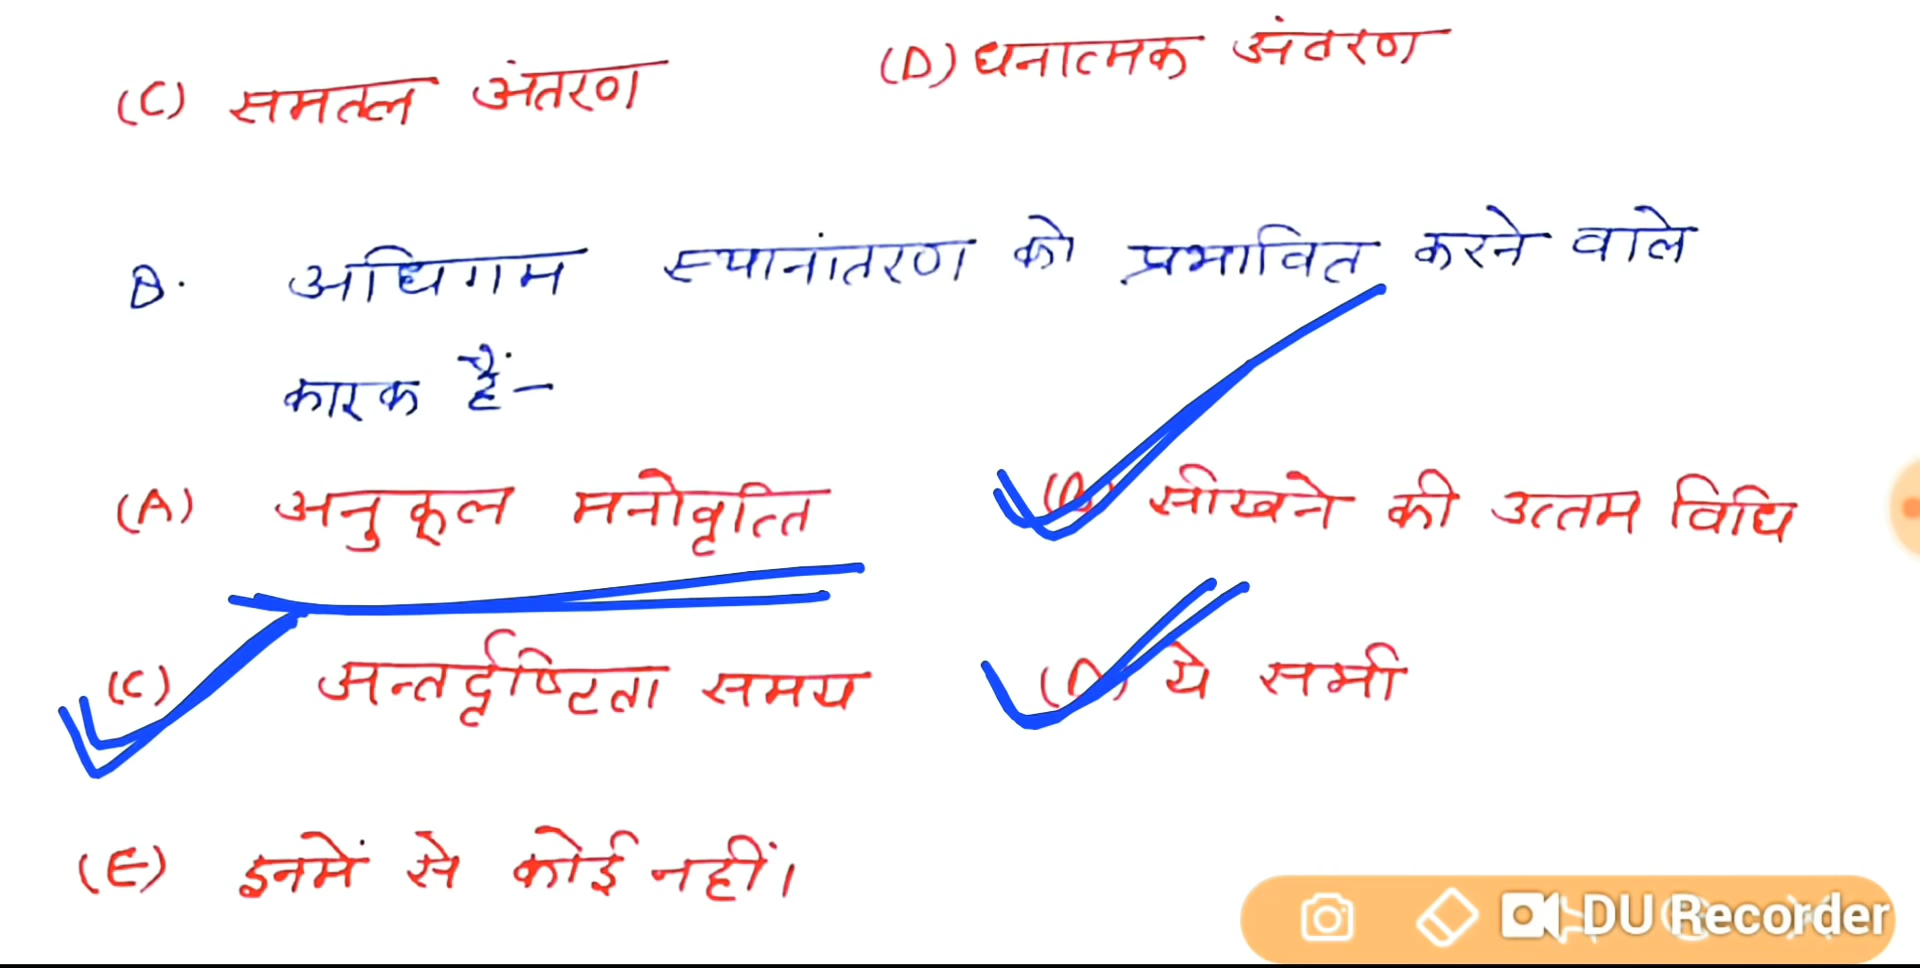 (C) समतल अंतरण (D) धनात्मक अंतरण
B. अधिगम स्थानांतरण को प्रभावित करने वाले
कारक हैं-
(A) अनुकूल मनोवृत्ति (B) सीखने की उत्तम विधि
(C) अन्तर्दृष्टिता समय (D) ये सभी
(E) इनमें से कोई नहीं।
DU Recorder